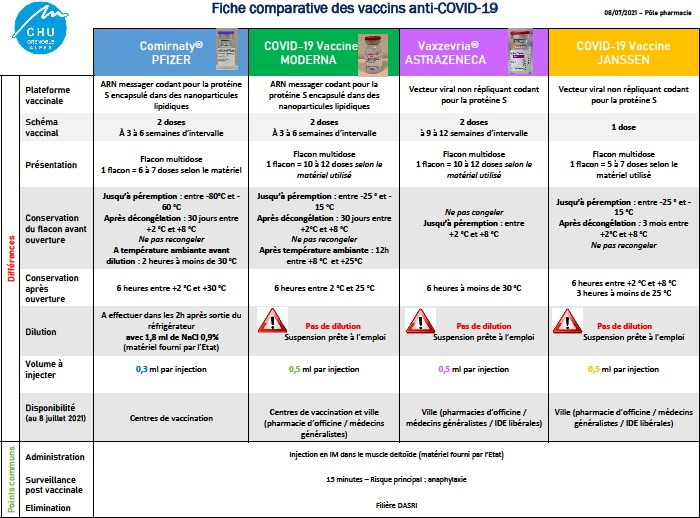 CHU
GRENOBLE
ALPES
Fiche comparative des vaccins anti-COVID-19
08/07/2021 – Pôle pharmacie
Comirnaty®
PFIZER
COVID-19 Vaccine
MODERNA
Vaxzevria®
ASTRAZENECA
COVID-19 Vaccine
JANSSEN
Différences
Plateforme
vaccinale
ARN messager codant pour la protéine
S encapsulé dans des nanoparticules
lipidiques
ARN messager codant pour la protéine
S encapsulé dans des
nanoparticules lipidiques
Vecteur viral non répliquant codant
pour la protéine S
Vecteur viral non répliquant codant
pour la protéine S
Schéma
vaccinal
2 doses
À 3 à 6 semaines d'intervalle
2 doses
À 3 à 6 semaines d'intervalle
2 doses
à 9 à 12 semaines d'intervalle
1 dose
Présentation
Flacon multidose
1 flacon = 6 à 7 doses selon le matériel
Flacon multidose
1 flacon = 10 à 12 doses selon le
matériel utilisé
Flacon multidose
1 flacon = 10 à 12 doses selon le
matériel utilisé
Flacon multidose
1 flacon = 5 à 7 doses selon le
matériel utilisé
Conservation
du flacon avant
ouverture
Jusqu'à péremption : entre -80°C et -
60 °C
Après décongélation : 30 jours entre
+2 °C et +8 °C
Ne pas recongeler
A température ambiante avant
dilution : 2 heures à moins de 30 °C
Jusqu'à péremption : entre -25 ° et -
15 °C
Après décongélation : 30 jours entre
+2°C et +8 °C
Ne pas recongeler
Après température ambiante : 12h
entre +8 °C et +25°C
Ne pas congeler
Jusqu'à péremption : entre
+2 °C et +8 °C
Jusqu'à péremption : entre -25 ° et -
15 °C
Après décongélation : 3 mois entre
+2°C et +8 °C
Ne pas recongeler
Conservation
après
ouverture
6 heures entre +2 °C et +30 °C
6 heures entre 2 °C et 25 °C
6 heures à moins de 30 °C
6 heures entre +2 °C et +8 °C
3 heures à moins de 25 °C
Dilution
A effectuer dans les 2h après sortie du
réfrigérateur
avec 1,8 ml de NaCl 0,9%
(matériel fourni par l'Etat)
Pas de dilution
Suspension prête à l'emploi
Pas de dilution
Suspension prête à l'emploi
Pas de dilution
Suspension prête à l'emploi
Volume à
injecter
0,3 ml par injection
0,5 ml par injection
0,5 ml par injection
0,5 ml par injection
Disponibilité
(au 8 juillet 2021)
Centres de vaccination
Centres de vaccination et ville
(pharmacie d'officine / médecins
généralistes)
Ville (pharmacies d'officine /
médecins généralistes / IDE libérales)
Ville (pharmacies d'officine / médecins
généralistes / IDE libérales)
Points communs
Administration
Injection en IM dans le muscle deltoïde (matériel fourni par l'Etat)
Surveillance
post vaccinale
15 minutes – Risque principal : anaphylaxie
Elimination
Filière DASRI